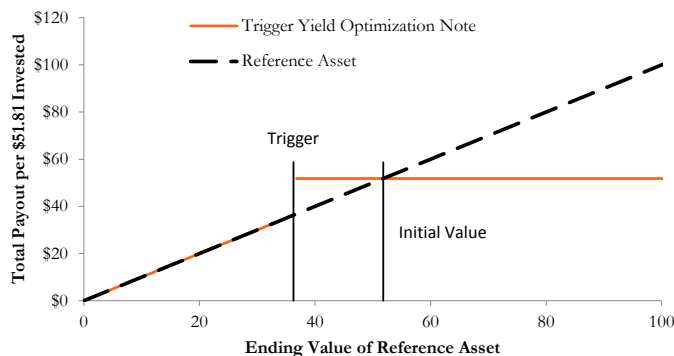 $120
$100
$80
$60
$40
$20
$0
Total Payout per $51.81 Invested
Trigger Yield Optimization Note
Reference Asset
Trigger
Initial Value
0 20 40 60 80 100
Ending Value of Reference Asset